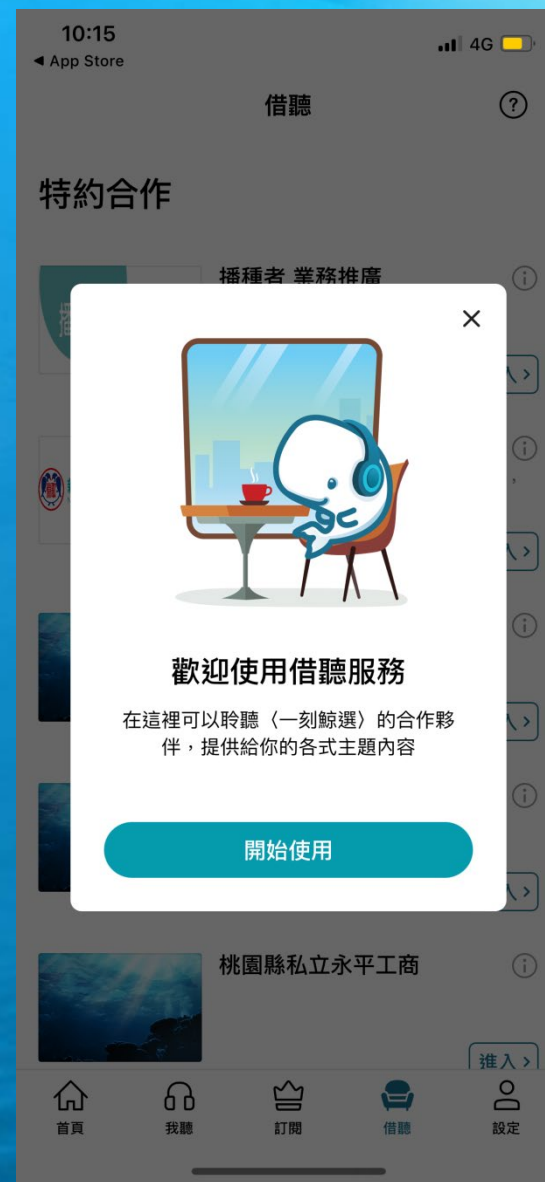 10:15
4G
◀ App Store
借聽
特約合作
播種者 業務推廣
歡迎使用借聽服務
在這裡可以聆聽〈一刻鯨選〉的合作夥
伴，提供給你的各式主題內容
開始使用
桃園縣私立永平工商
進入 >
首頁
我聽
訂閱
借聽
設定